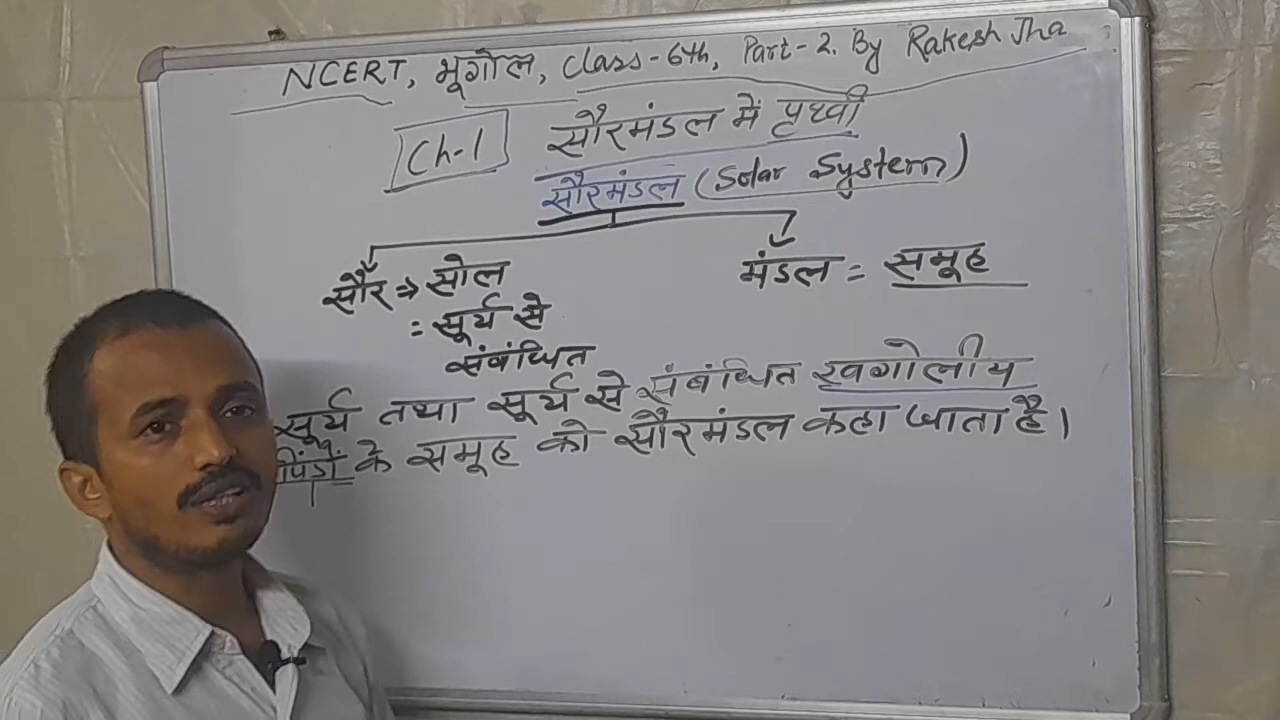 NCERT, भूगोल, Class-6th, Part-2. By Rakesh Jha
Ch-1 सौरमंडल में पृथ्वी
सौरमंडल (Solar System)
सौर ⇒ सोल
= सूर्य से
संबंधित
मंडल = समूह
सूर्य तथा सूर्य से संबंधित खगोलीय
पिंडों के समूह को सौरमंडल कहा जाता है।